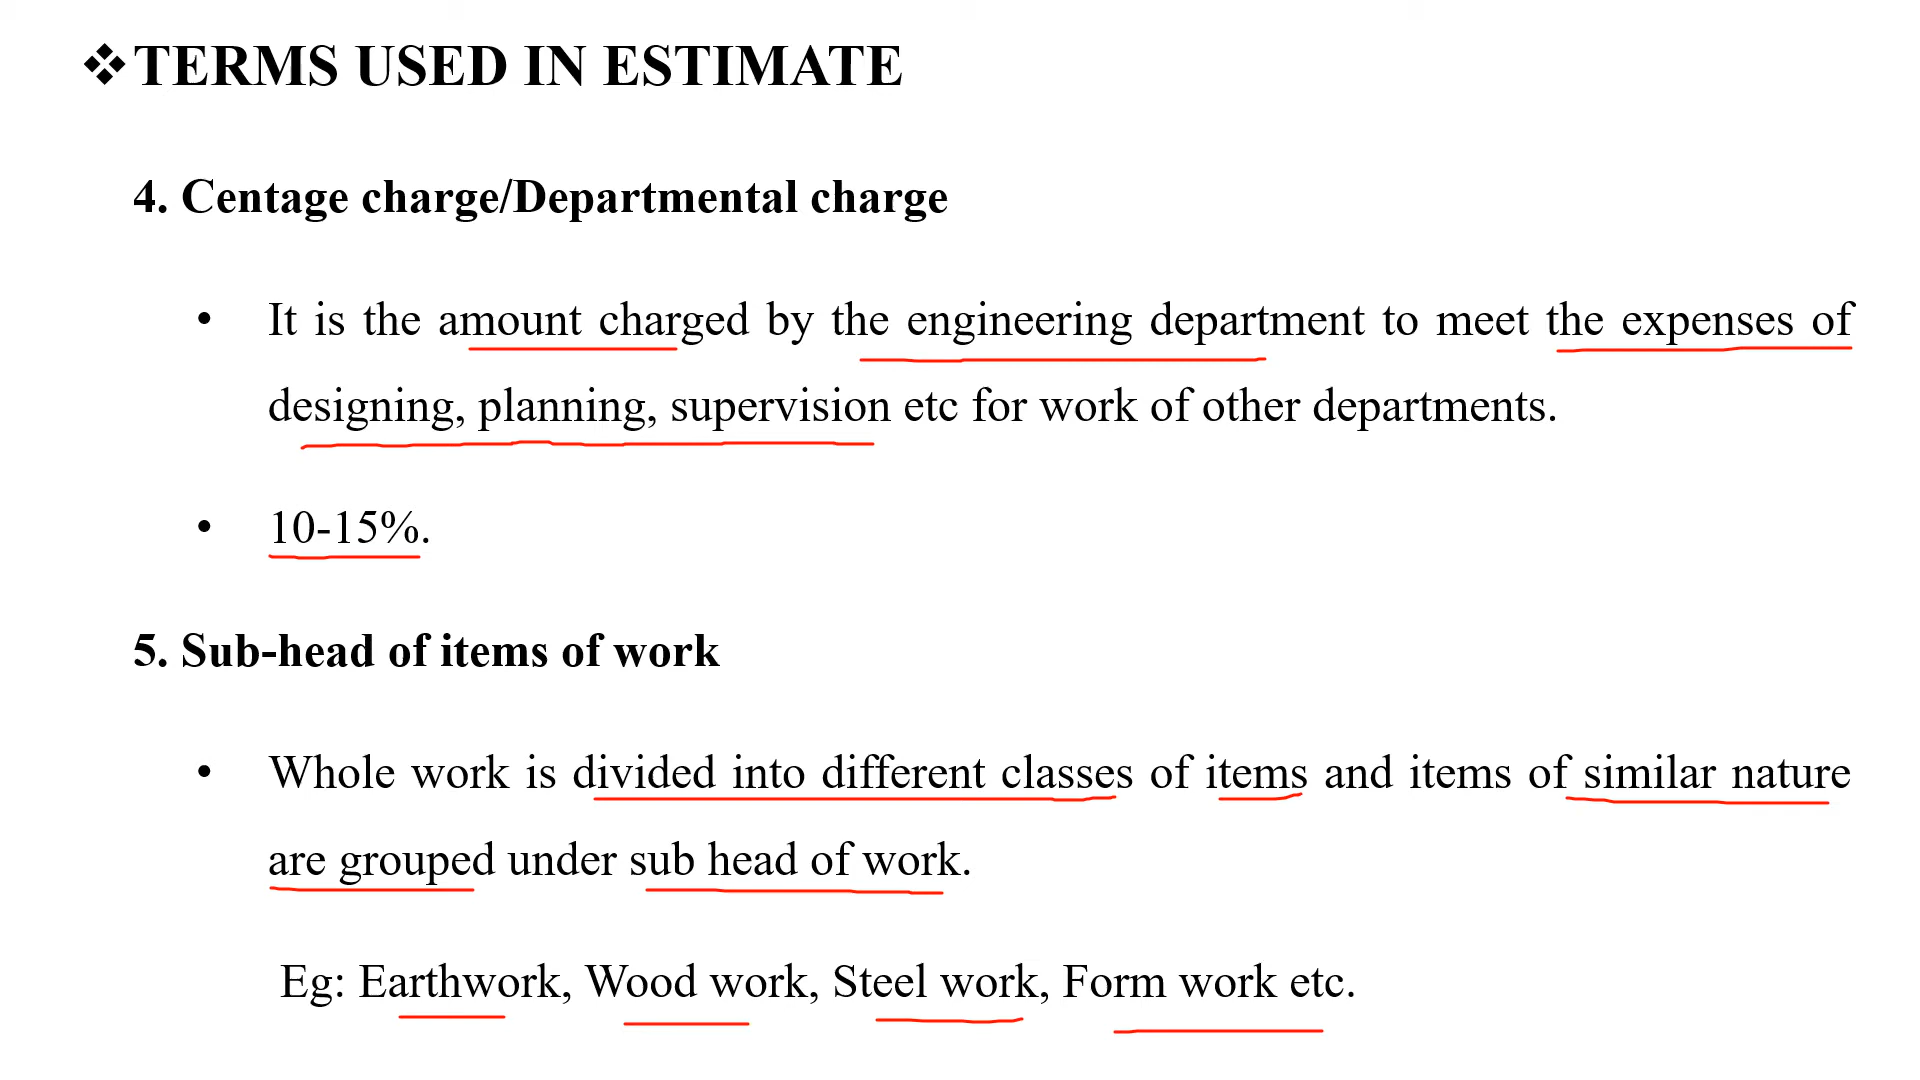 ❖TERMS USED IN ESTIMATE
4. Centage charge/Departmental charge
• It is the amount charged by the engineering department to meet the expenses of
designing, planning, supervision etc for work of other departments.
• 10-15%.
5. Sub-head of items of work
• Whole work is divided into different classes of items and items of similar nature
are grouped under sub head of work.
Eg: Earthwork, Wood work, Steel work, Form work etc.